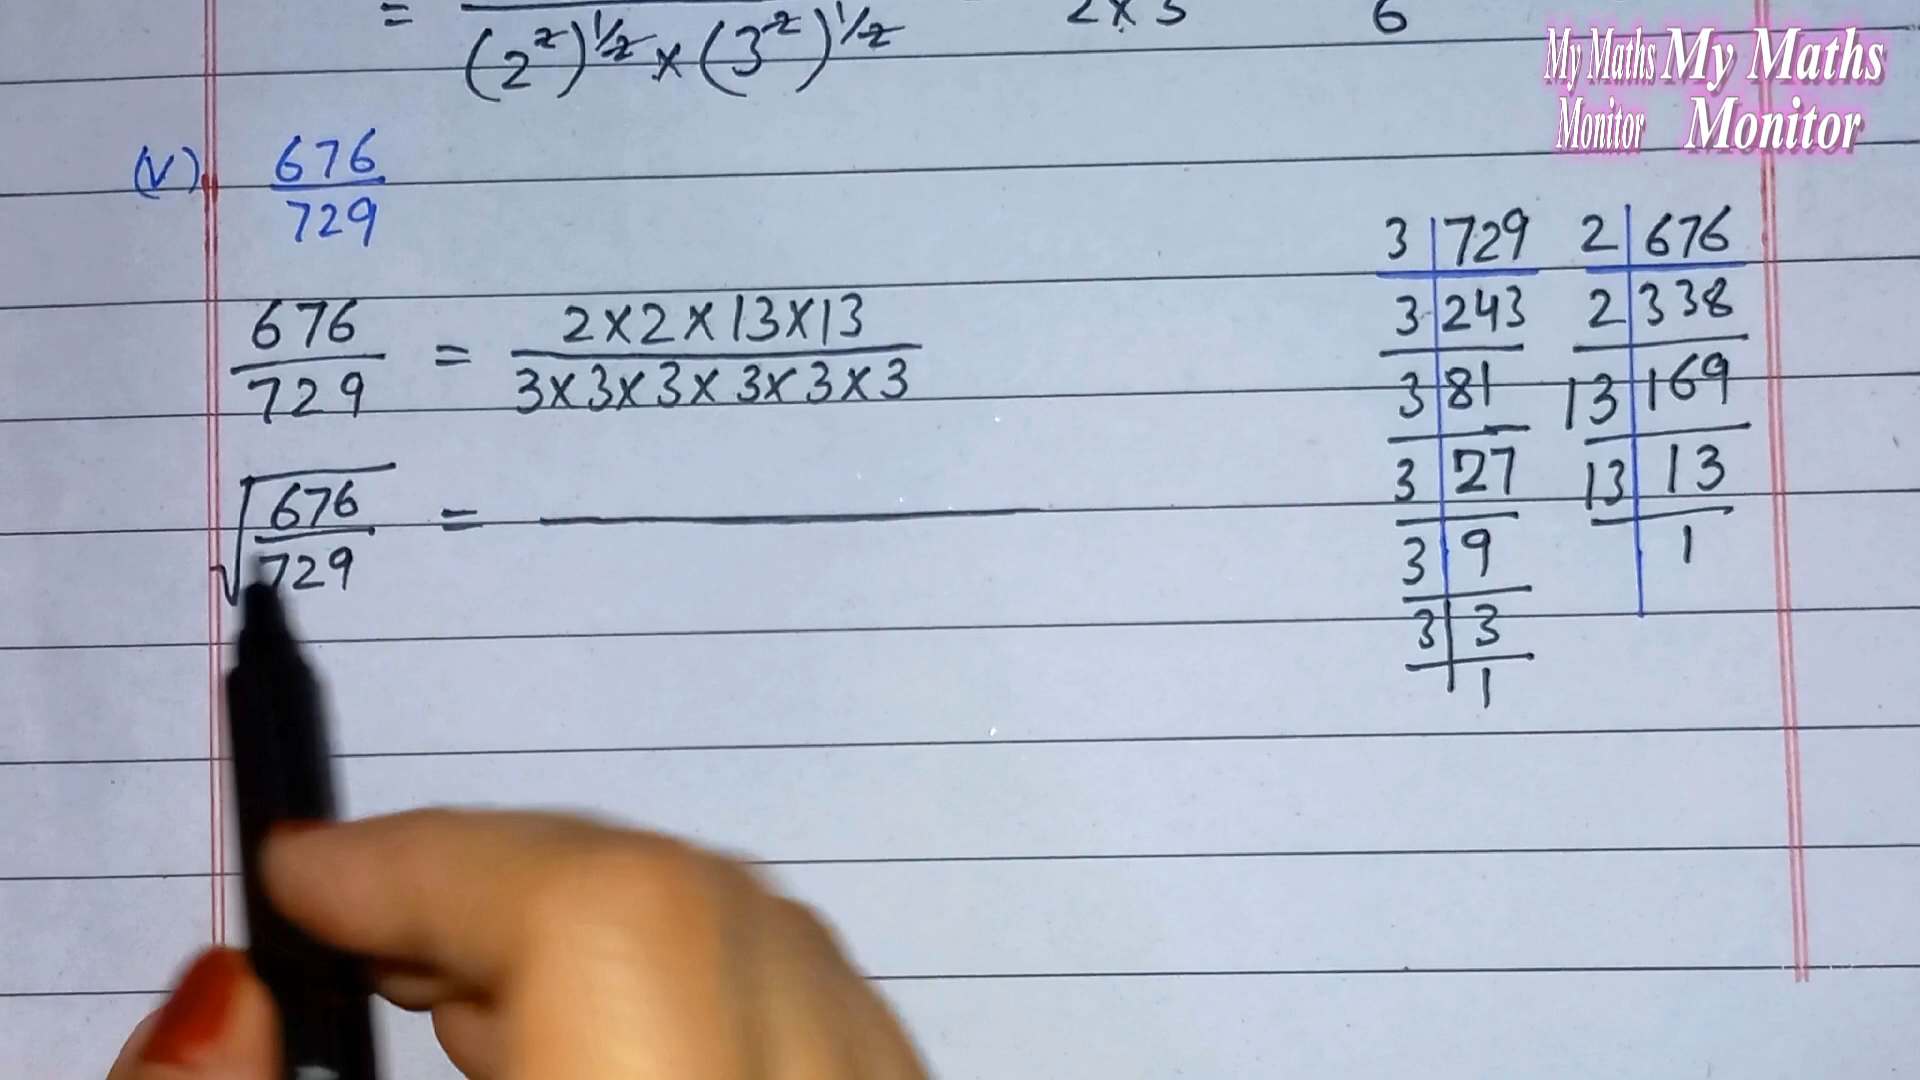 = (2²)^½ × (3²)^½ 2×3 6
My Maths My Maths
Monitor Monitor
(V) 676/729
676/729 = 2×2×13×13/3×3×3×3×3×3
√676/729 =
3 | 729
3 | 243
3 | 81
3 | 27
3 | 9
3 | 3
1
2 | 676
2 | 338
13 | 169
13 | 13
1